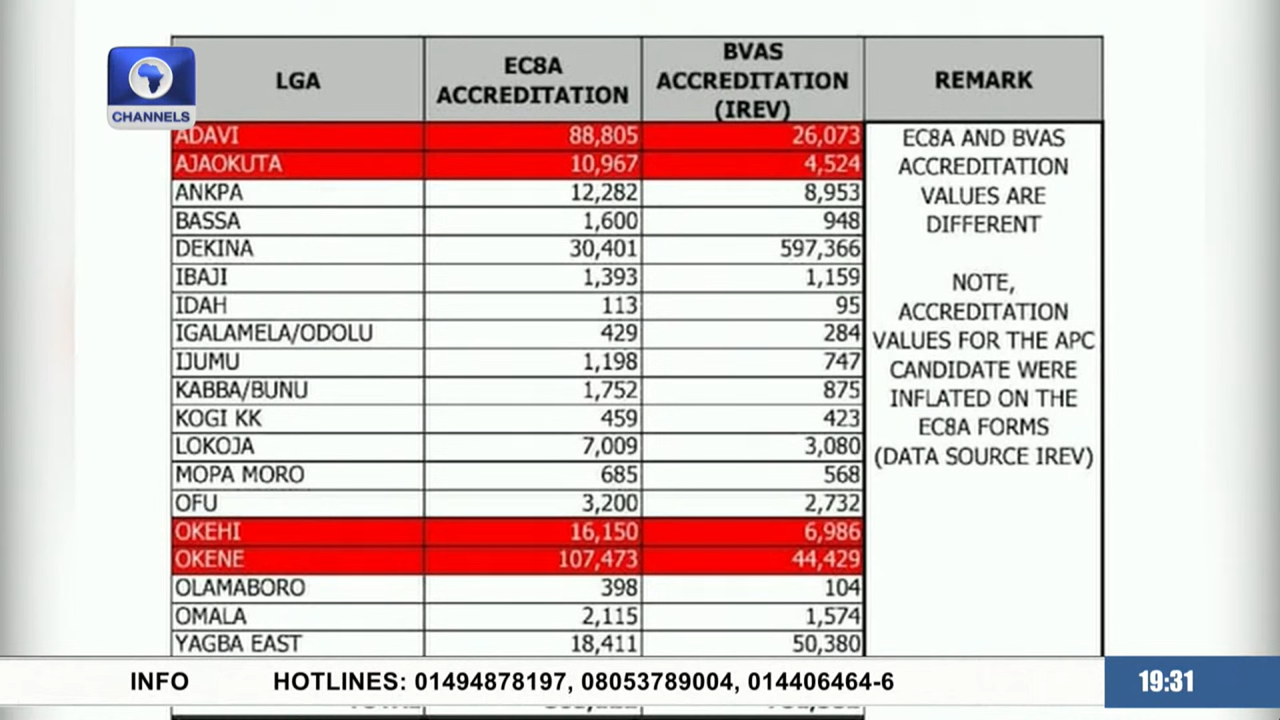 LGA EC8A ACCREDITATION BVAS ACCREDITATION (IREV) REMARK
CHANNELS
ADAVI 88,805 26,073
AJAOKUTA 10,967 4,524
ANKPA 12,282 8,953
BASSA 1,600 948
DEKINA 30,401 597,366
IBAJI 1,393 1,159
IDAH 113 95
IGALAMELA/ODOLU 429 284
IJUMU 1,198 747
KABBA/BUNU 1,752 875
KOGI KK 459 423
LOKOJA 7,009 3,080
MOPA MORO 685 568
OFU 3,200 2,732
OKEHI 16,150 6,986
OKENE 107,473 44,429
OLAMABORO 398 104
OMALA 2,115 1,574
YAGBA EAST 18,411 50,380
EC8A AND BVAS
ACCREDITATION
VALUES ARE
DIFFERENT
NOTE,
ACCREDITATION
VALUES FOR THE APC
CANDIDATE WERE
INFLATED ON THE
EC8A FORMS
(DATA SOURCE IREV)
INFO HOTLINES: 01494878197, 08053789004, 014406464-6 19:31